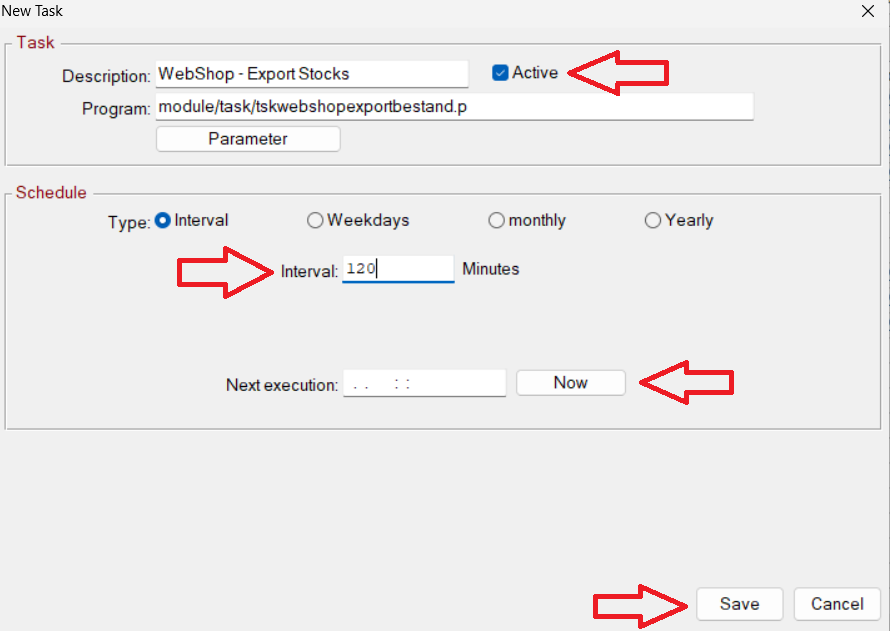 New Task
Task
Description: WebShop - Export Stocks Active
Program: module/task/tskwebshopexportbestand.p
Parameter
Schedule
Type: Interval Weekdays monthly Yearly
Interval: 120 Minutes
Next execution: . . : : Now
Save Cancel